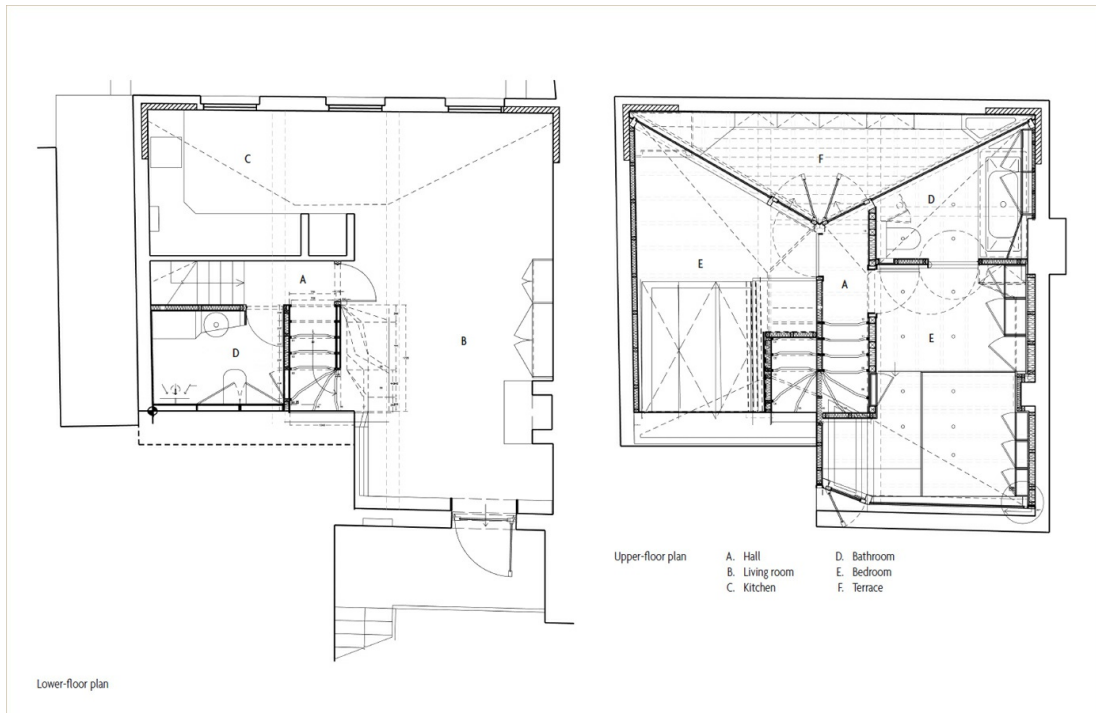 C
A
D
B
Lower-floor plan
F
D
E
A
E
Upper-floor plan
A. Hall
B. Living room
C. Kitchen
D. Bathroom
E. Bedroom
F. Terrace